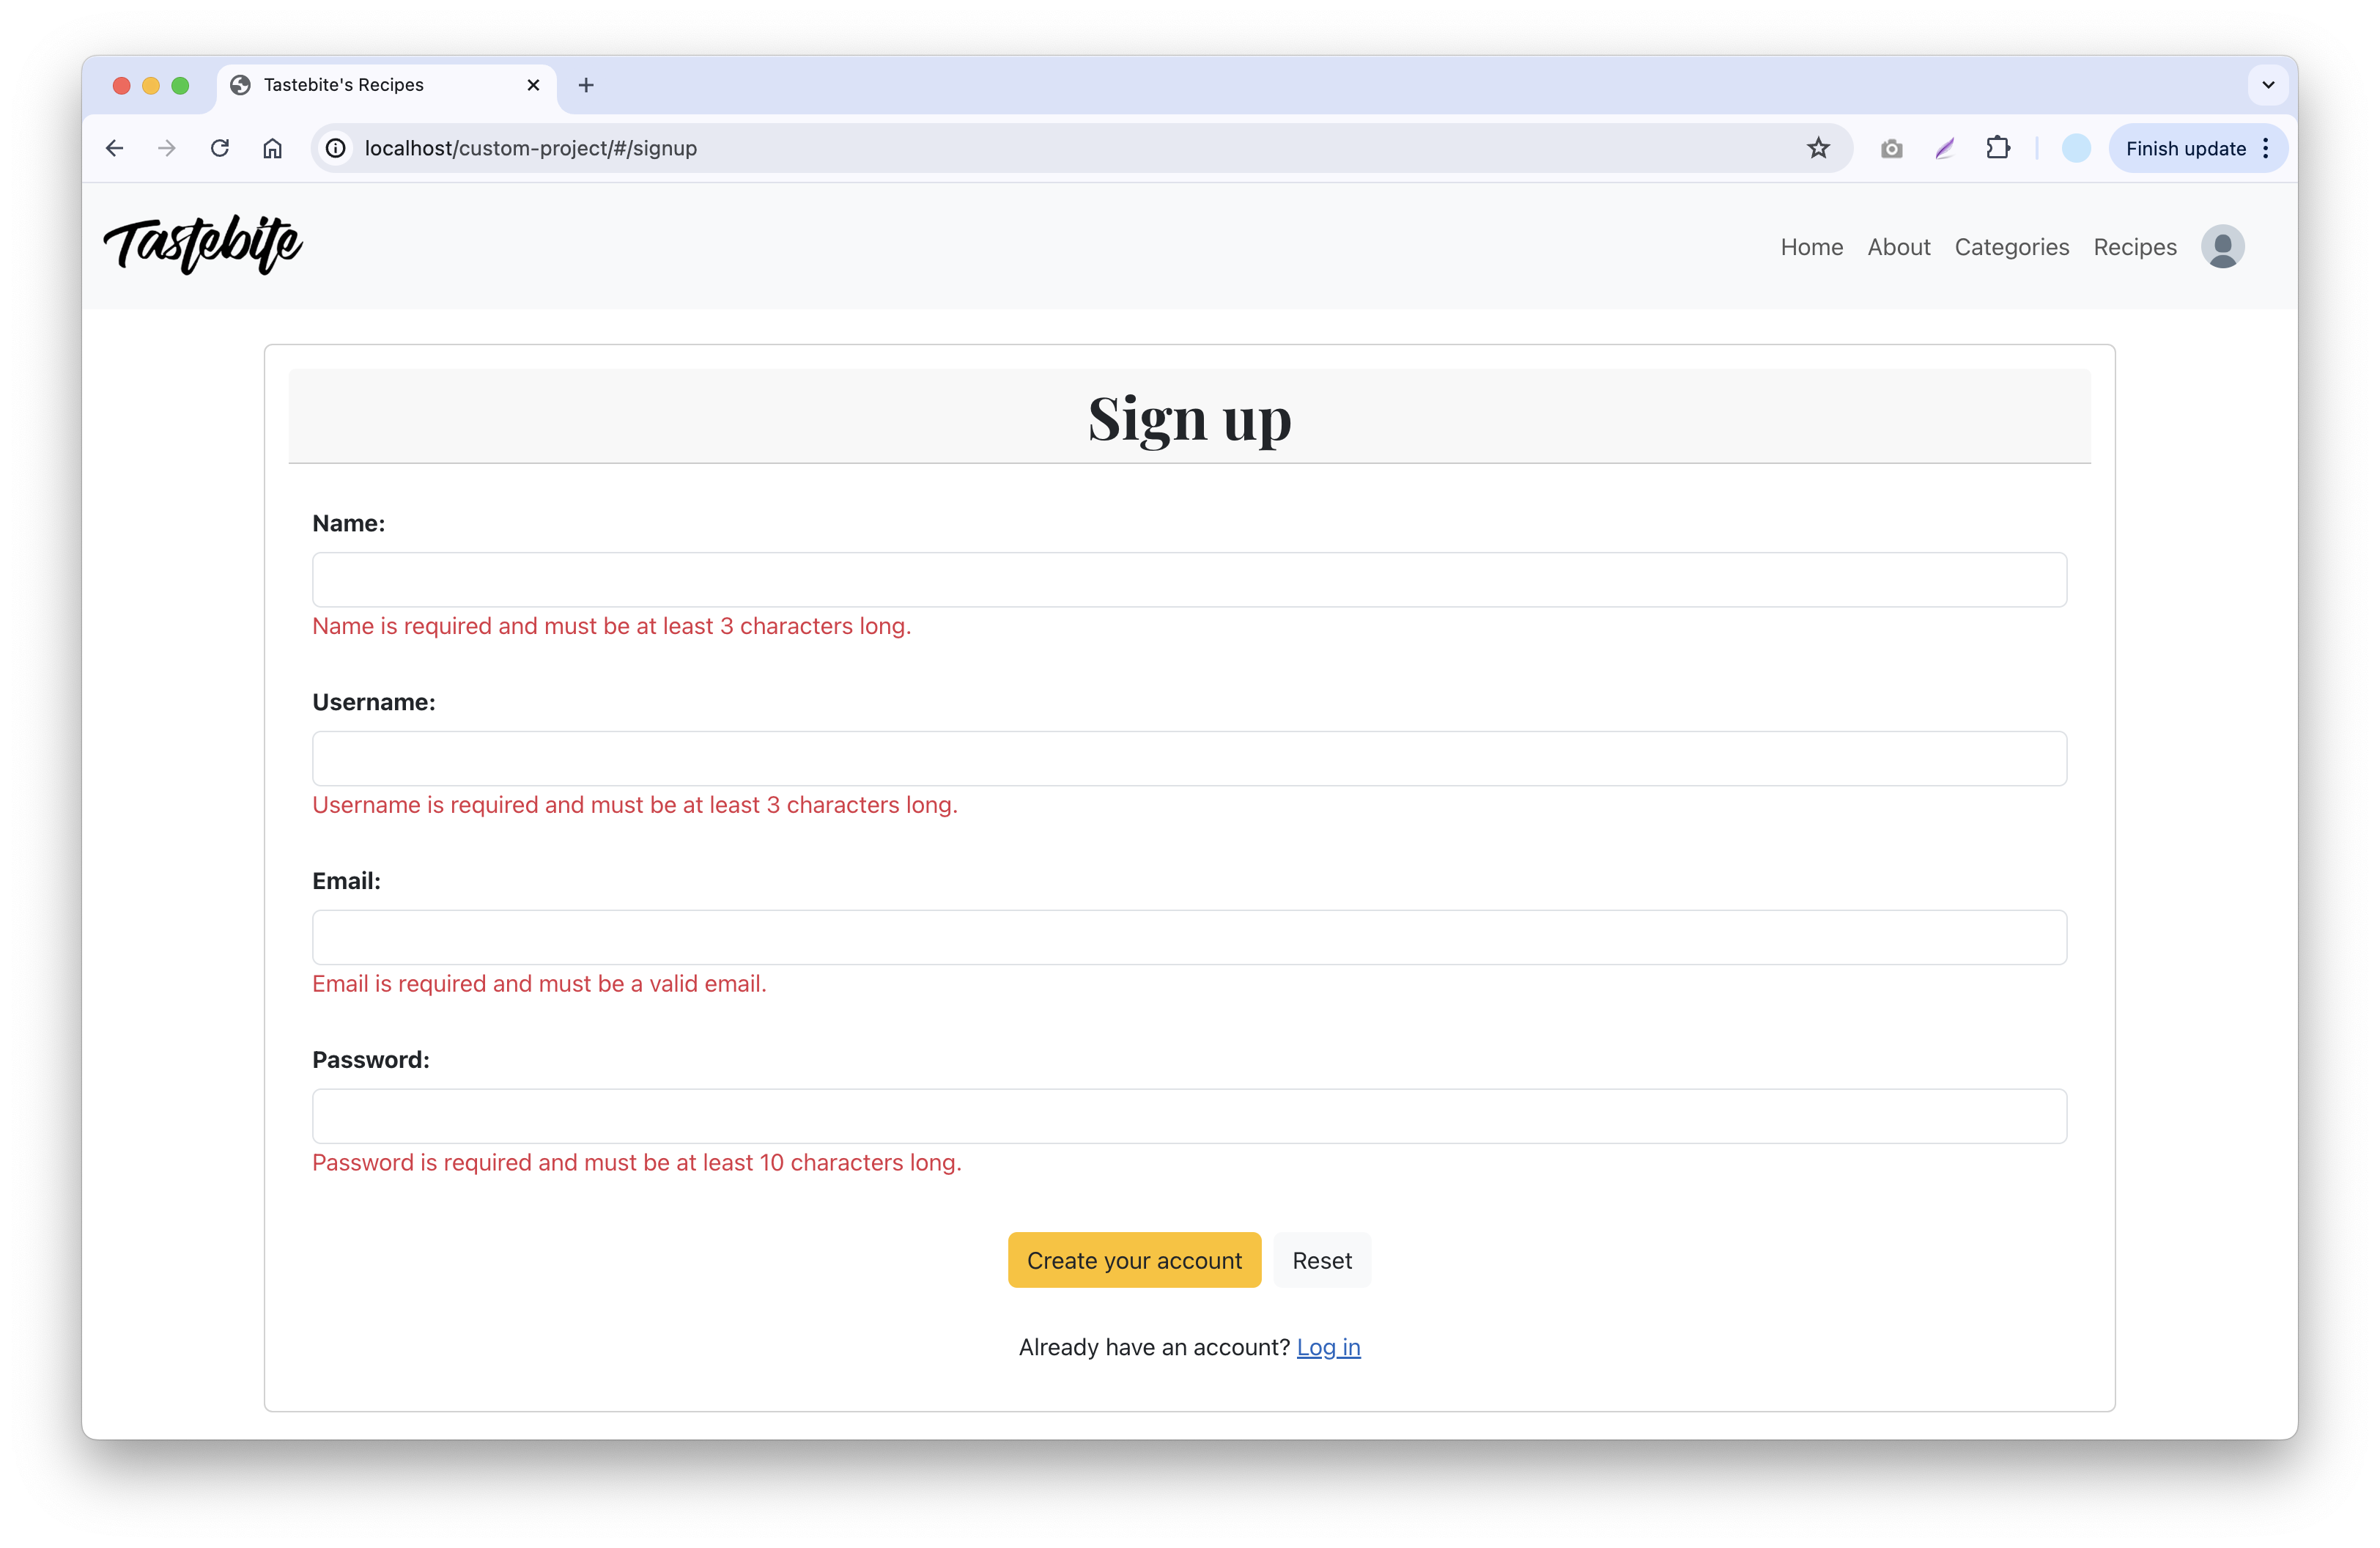 Tastebite's Recipes
localhost/custom-project/#/signup
Finish update
Tastebite
Home About Categories Recipes
Sign up
Name:
Name is required and must be at least 3 characters long.
Username:
Username is required and must be at least 3 characters long.
Email:
Email is required and must be a valid email.
Password:
Password is required and must be at least 10 characters long.
Create your account Reset
Already have an account? Log in